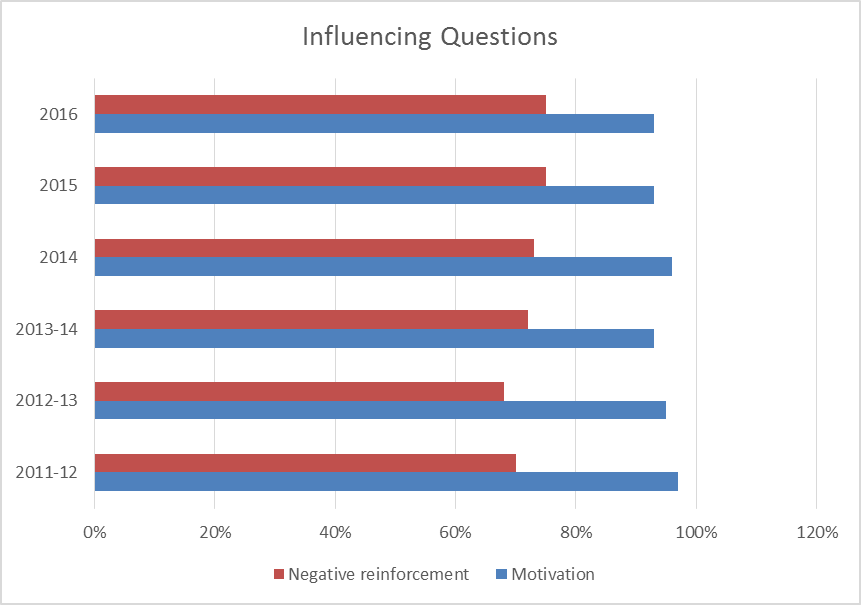 Influencing Questions
2016
2015
2014
2013-14
2012-13
2011-12
0% 20% 40% 60% 80% 100% 120%
Negative reinforcement Motivation